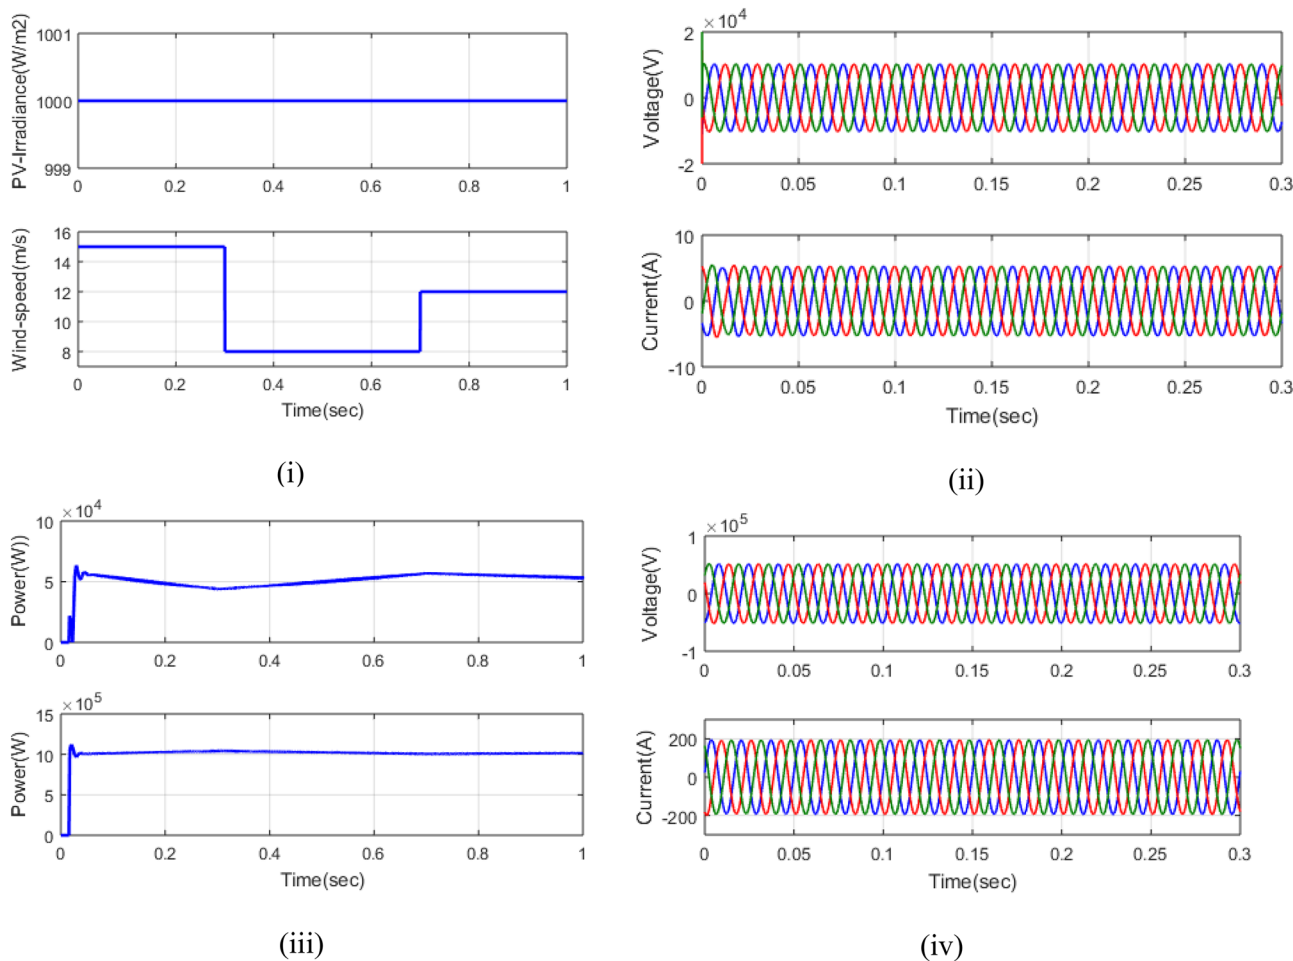 PV-Irradiance(W/m2)
1001
1000
999
0 0.2 0.4 0.6 0.8 1
Wind-speed(m/s)
16
14
12
10
8
0 0.2 0.4 0.6 0.8 1
Time(sec)
(i)
×10^4
Voltage(V)
2
0
-2
0 0.05 0.1 0.15 0.2 0.25 0.3
Current(A)
10
0
-10
0 0.05 0.1 0.15 0.2 0.25 0.3
Time(sec)
(ii)
×10^4
Power(W))
10
5
0
0 0.2 0.4 0.6 0.8 1
×10^5
Power(W)
15
10
5
0
0 0.2 0.4 0.6 0.8 1
Time(sec)
(iii)
×10^5
Voltage(V)
1
0
-1
0 0.05 0.1 0.15 0.2 0.25 0.3
Current(A)
200
0
-200
0 0.05 0.1 0.15 0.2 0.25 0.3
Time(sec)
(iv)